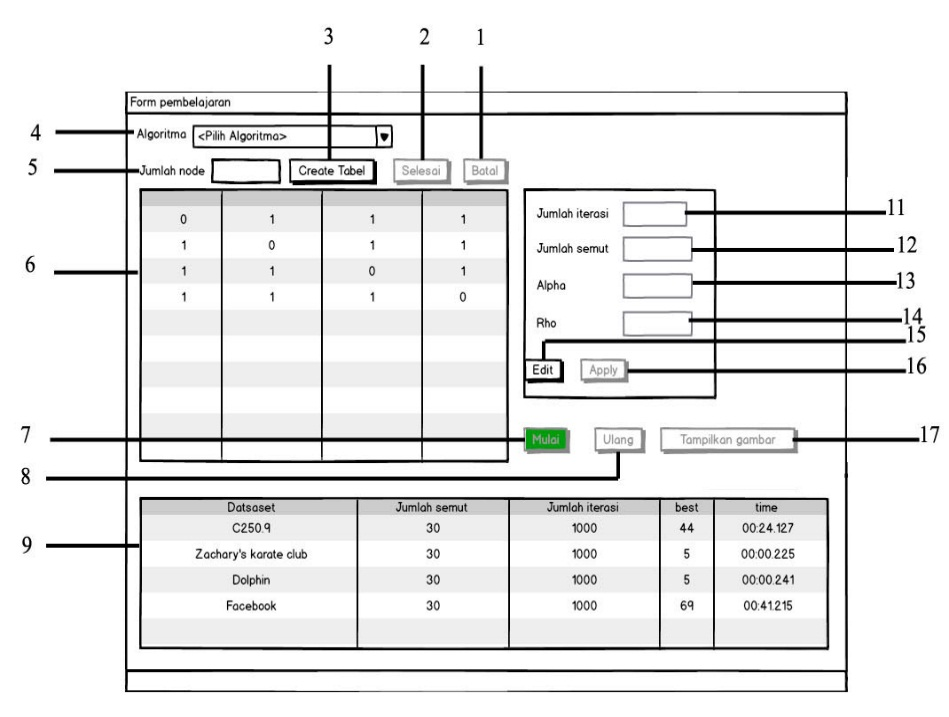 3 2 1
Form pembelajaran
4 Algoritma <Pilih Algoritma>
5 Jumlah node Create Tabel Selesai Batal
6
0 1 1 1
1 0 1 1
1 1 0 1
1 1 1 0
Jumlah iterasi 11
Jumlah semut 12
Alpha 13
Rho 14
15
Edit Apply 16
7 Mulai Ulang Tampilkan gambar 17
8
9
Datsaset Jumlah semut Jumlah iterasi best time
C250.9 30 1000 44 00:24.127
Zachary's karate club 30 1000 5 00:00.225
Dolphin 30 1000 5 00:00.241
Facebook 30 1000 69 00:41.215